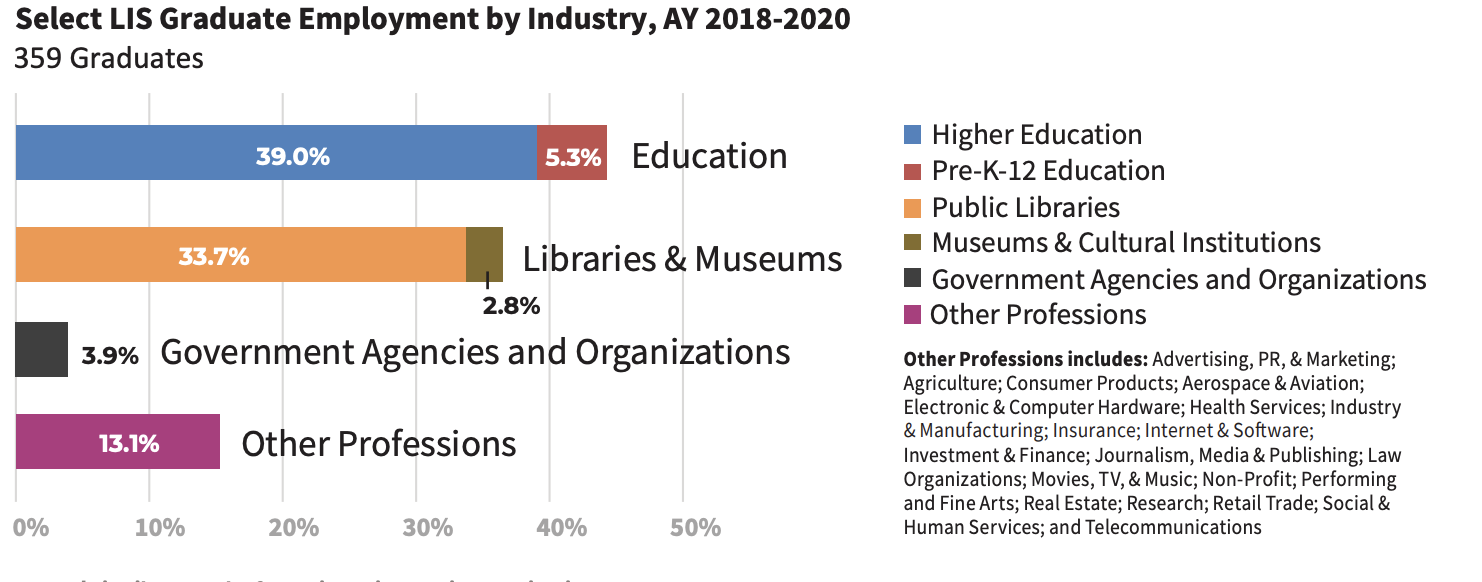 Select LIS Graduate Employment by Industry, AY 2018-2020
359 Graduates
39.0%
5.3%
Education
33.7%
Libraries & Museums
2.8%
3.9%
Government Agencies and Organizations
13.1%
Other Professions
0%
10%
20%
30%
40%
50%
Higher Education
Pre-K-12 Education
Public Libraries
Museums & Cultural Institutions
Government Agencies and Organizations
Other Professions
Other Professions includes: Advertising, PR, & Marketing;
Agriculture; Consumer Products; Aerospace & Aviation;
Electronic & Computer Hardware; Health Services; Industry
& Manufacturing; Insurance; Internet & Software;
Investment & Finance; Journalism, Media & Publishing; Law
Organizations; Movies, TV, & Music; Non-Profit; Performing
and Fine Arts; Real Estate; Research; Retail Trade; Social &
Human Services; and Telecommunications